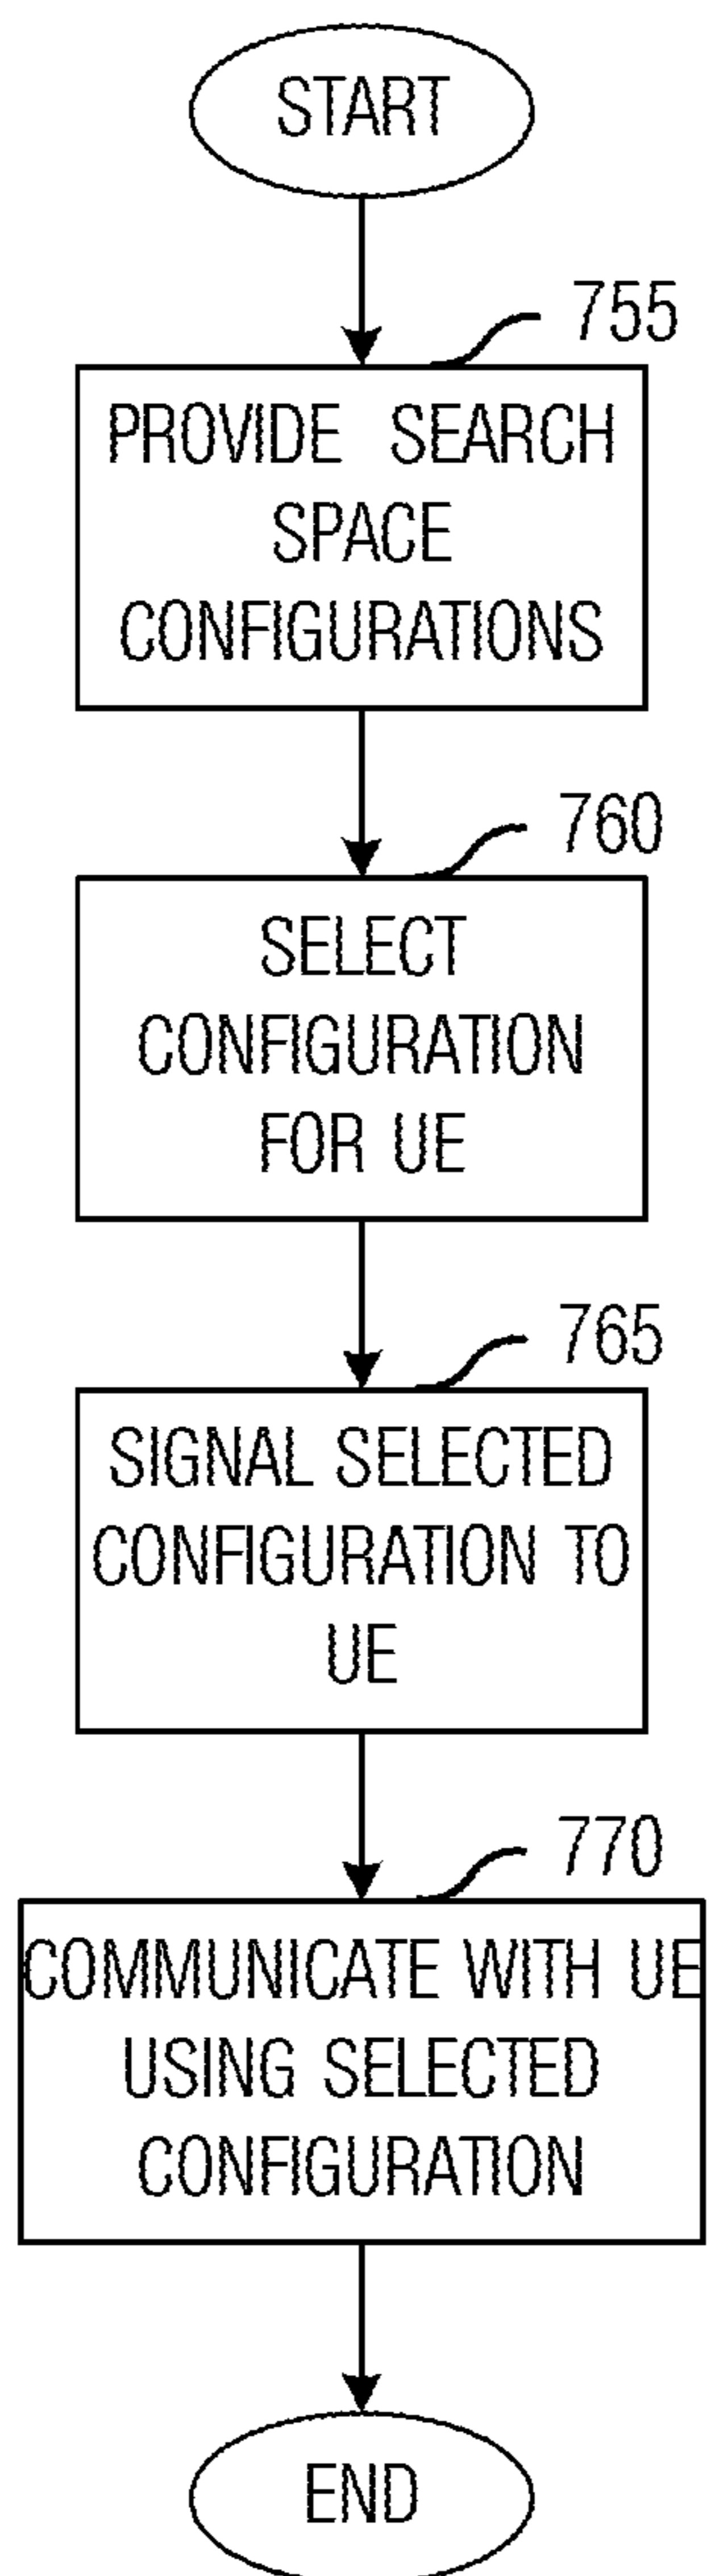 START
755
PROVIDE SEARCH
SPACE
CONFIGURATIONS
760
SELECT
CONFIGURATION
FOR UE
765
SIGNAL SELECTED
CONFIGURATION TO
UE
770
COMMUNICATE WITH UE
USING SELECTED
CONFIGURATION
END